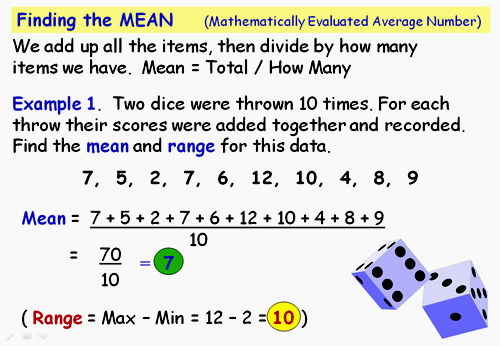 Finding the MEAN (Mathematically Evaluated Average Number)
We add up all the items, then divide by how many
items we have. Mean = Total / How Many
Example 1. Two dice were thrown 10 times. For each
throw their scores were added together and recorded.
Find the mean and range for this data.
7, 5, 2, 7, 6, 12, 10, 4, 8, 9
Mean = 7 + 5 + 2 + 7 + 6 + 12 + 10 + 4 + 8 + 9
10
= 70 = 7
10
( Range = Max – Min = 12 – 2 = 10 )